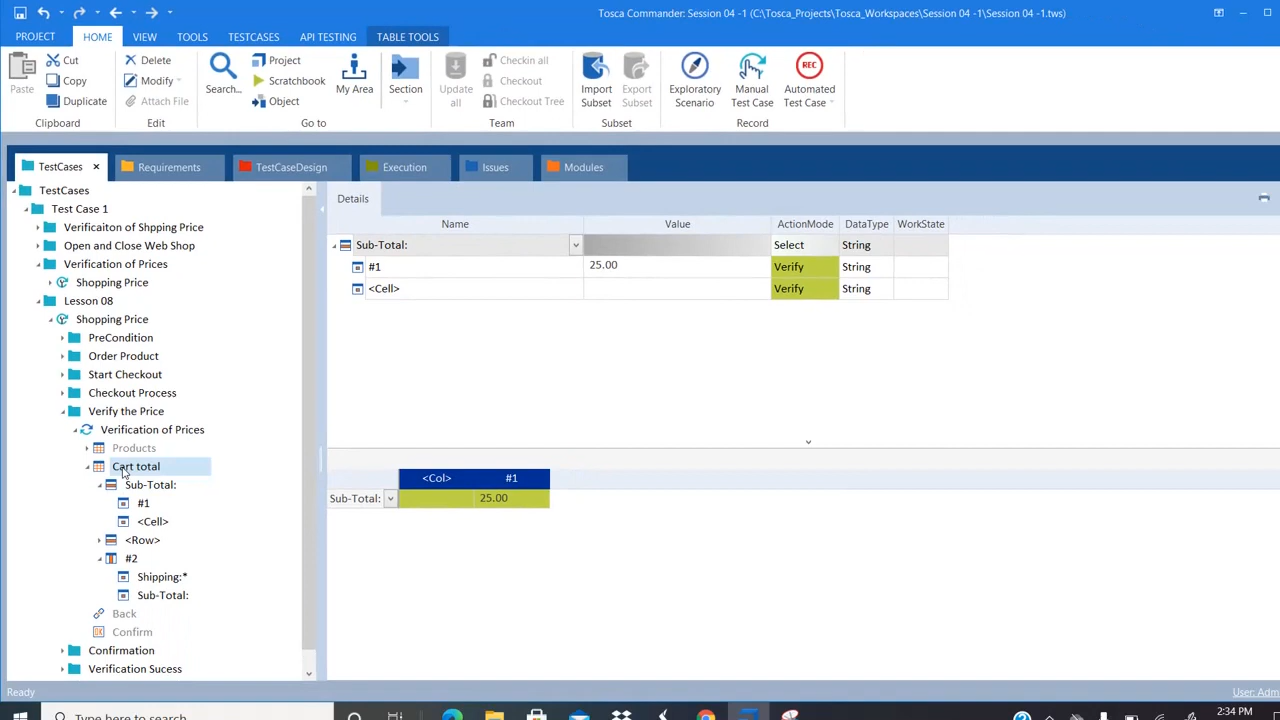 Tosca Commander: Session 04 -1 (C:\Tosca_Projects\Tosca_Workspaces\Session 04 -1\Session 04 -1.tws)
PROJECT HOME VIEW TOOLS TESTCASES API TESTING TABLE TOOLS
Paste
Cut
Copy
Duplicate
Clipboard
Delete
Modify
Attach File
Edit
Search...
Project
Scratchbook
Object
My Area
Section
Go to
Update all
Checkin all
Checkout
Checkout Tree
Team
Import Subset
Export Subset
Subset
Exploratory Scenario
Manual Test Case
REC
Automated Test Case
Record
TestCases × Requirements TestCaseDesign Execution Issues Modules
TestCases
Test Case 1
Verificaiton of Shpping Price
Open and Close Web Shop
Verification of Prices
Shopping Price
Lesson 08
Shopping Price
PreCondition
Order Product
Start Checkout
Checkout Process
Verify the Price
Verification of Prices
Products
Cart total
Sub-Total:
#1
<Cell>
<Row>
#2
Shipping:*
Sub-Total:
Back
OK Confirm
Confirmation
Verification Sucess
Details
Name Value ActionMode DataType WorkState
Sub-Total: Select String
#1 25.00 Verify String
<Cell> Verify String
<Col> #1
Sub-Total: 25.00
Ready
User: Adm
Type here to search
2:34 PM